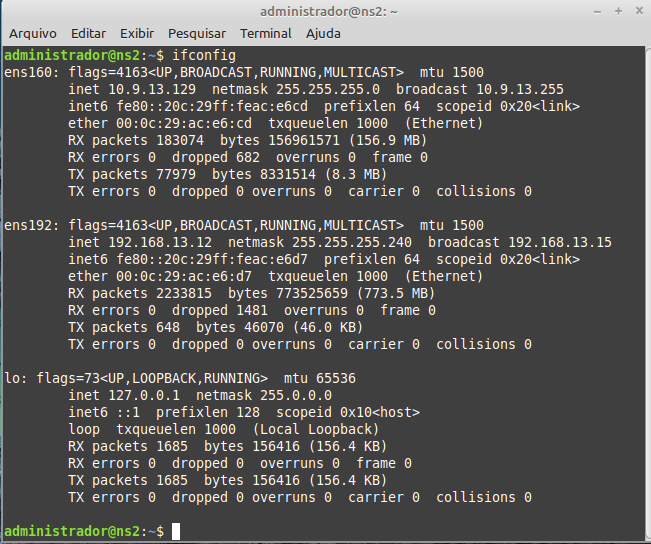 administrador@ns2: ~
Arquivo Editar Exibir Pesquisar Terminal Ajuda
administrador@ns2:~$ ifconfig
ens160: flags=4163<UP,BROADCAST,RUNNING,MULTICAST>  mtu 1500
        inet 10.9.13.129  netmask 255.255.255.0  broadcast 10.9.13.255
        inet6 fe80::20c:29ff:feac:e6cd  prefixlen 64  scopeid 0x20<link>
        ether 00:0c:29:ac:e6:cd  txqueuelen 1000  (Ethernet)
        RX packets 183074  bytes 156961571 (156.9 MB)
        RX errors 0  dropped 682  overruns 0  frame 0
        TX packets 77979  bytes 8331514 (8.3 MB)
        TX errors 0  dropped 0 overruns 0  carrier 0  collisions 0
ens192: flags=4163<UP,BROADCAST,RUNNING,MULTICAST>  mtu 1500
        inet 192.168.13.12  netmask 255.255.255.240  broadcast 192.168.13.15
        inet6 fe80::20c:29ff:feac:e6d7  prefixlen 64  scopeid 0x20<link>
        ether 00:0c:29:ac:e6:d7  txqueuelen 1000  (Ethernet)
        RX packets 2233815  bytes 773525659 (773.5 MB)
        RX errors 0  dropped 1481  overruns 0  frame 0
        TX packets 648  bytes 46070 (46.0 KB)
        TX errors 0  dropped 0 overruns 0  carrier 0  collisions 0
lo: flags=73<UP,LOOPBACK,RUNNING>  mtu 65536
        inet 127.0.0.1  netmask 255.0.0.0
        inet6 ::1  prefixlen 128  scopeid 0x10<host>
        loop  txqueuelen 1000  (Local Loopback)
        RX packets 1685  bytes 156416 (156.4 KB)
        RX errors 0  dropped 0  overruns 0  frame 0
        TX packets 1685  bytes 156416 (156.4 KB)
        TX errors 0  dropped 0 overruns 0  carrier 0  collisions 0
administrador@ns2:~$